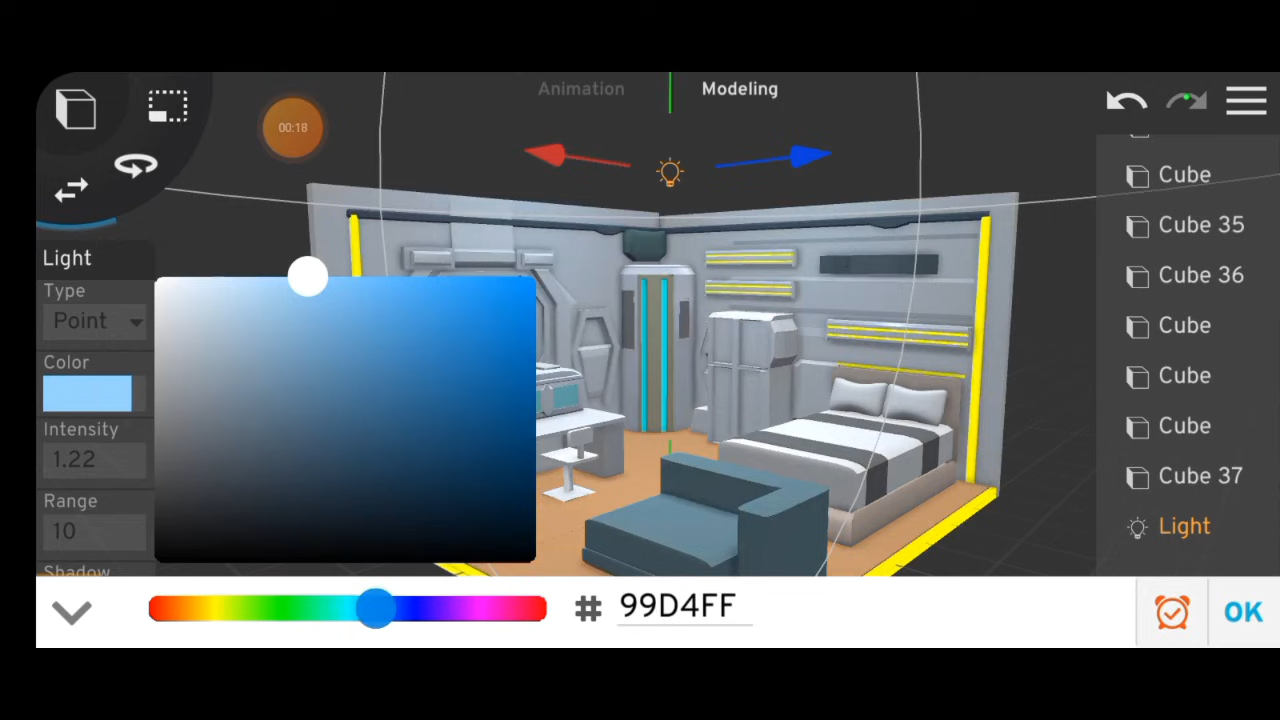 Animation
Modeling
00:18
Light
Type
Point
Color
Intensity
1.22
Range
10
Shadow
Cube
Cube 35
Cube 36
Cube
Cube
Cube
Cube 37
Light
# 99D4FF
OK